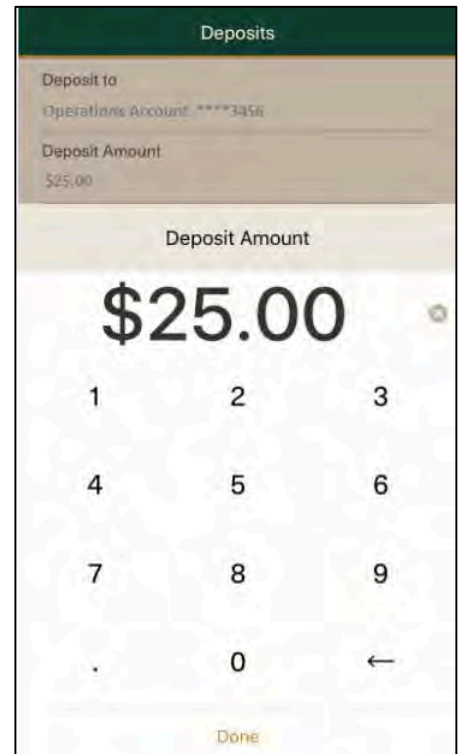 Deposits
Deposit to
Operations Account ****3456
Deposit Amount
$25.00
Deposit Amount
$25.00
1 2 3
4 5 6
7 8 9
. 0 ←
Done